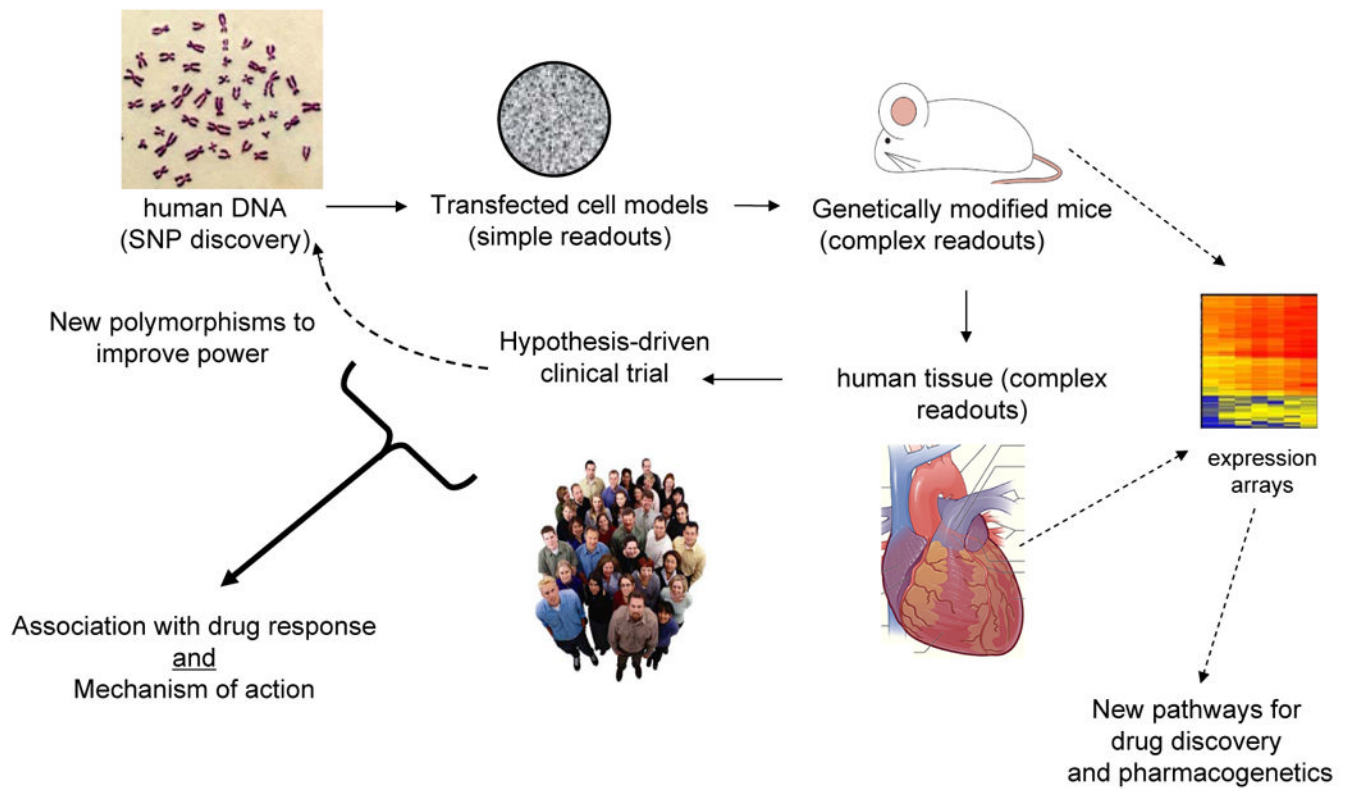 human DNA
(SNP discovery)
Transfected cell models
(simple readouts)
Genetically modified mice
(complex readouts)
New polymorphisms to
improve power
Hypothesis-driven
clinical trial
human tissue (complex
readouts)
expression
arrays
Association with drug response
and
Mechanism of action
New pathways for
drug discovery
and pharmacogenetics